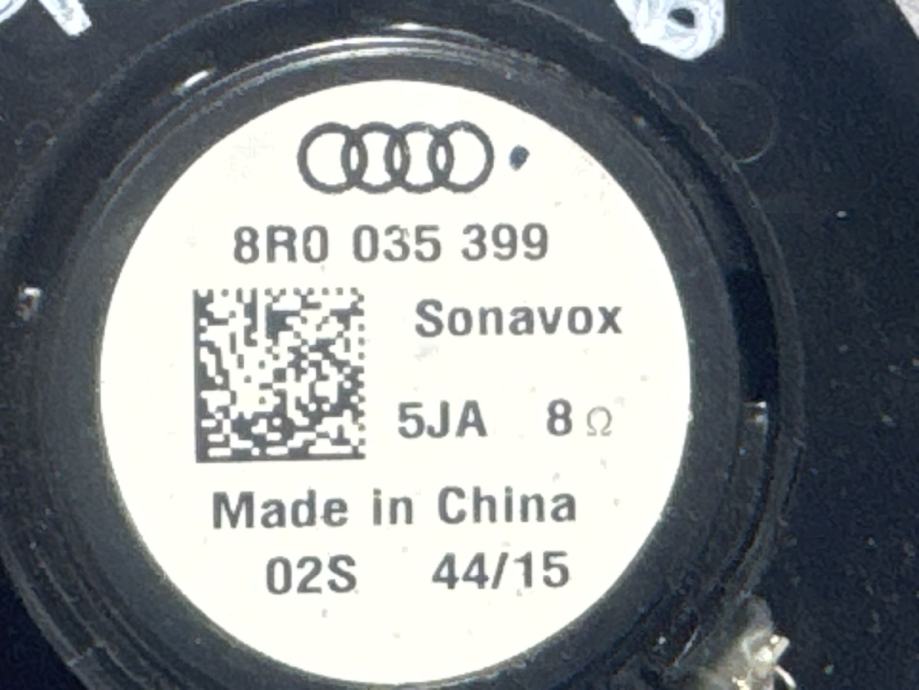 8R0 035 399
Sonavox
5JA 8 Ω
Made in China
02S 44/15